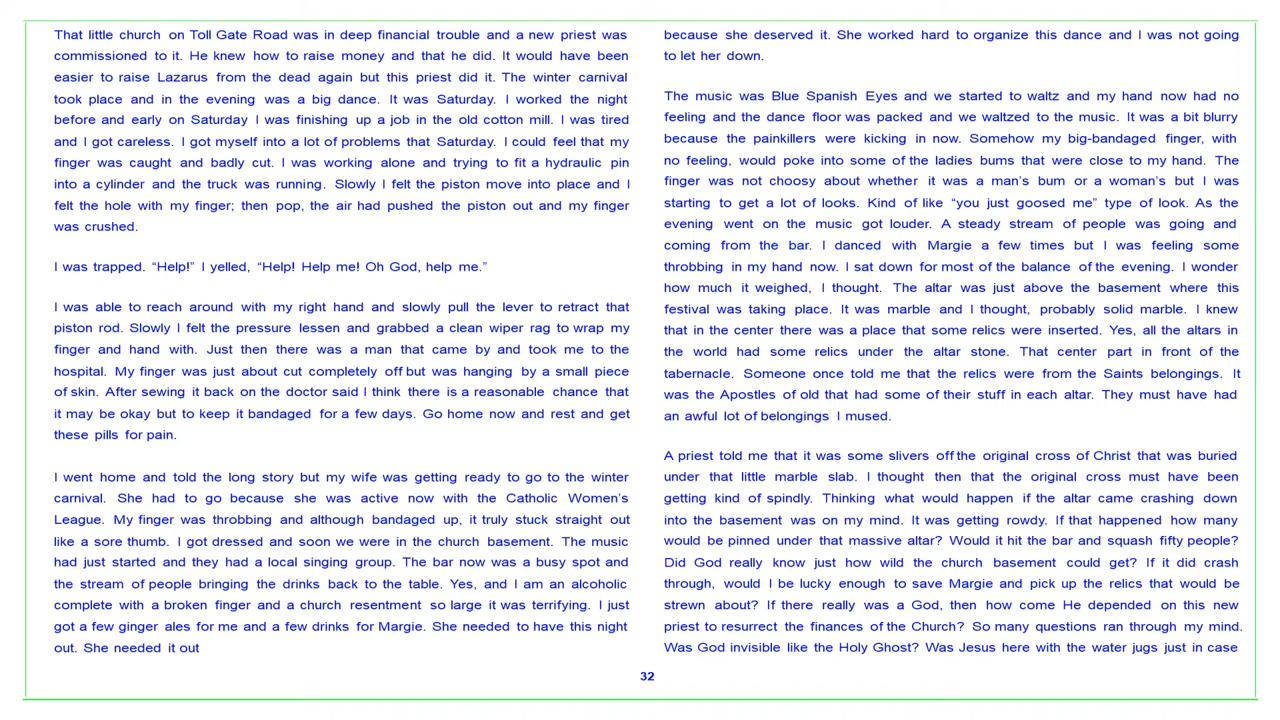 That little church on Toll Gate Road was in deep financial trouble and a new priest was
commissioned to it. He knew how to raise money and that he did. It would have been
easier to raise Lazarus from the dead again but this priest did it. The winter carnival
took place and in the evening was a big dance. It was Saturday. I worked the night
before and early on Saturday I was finishing up a job in the old cotton mill. I was tired
and I got careless. I got myself into a lot of problems that Saturday. I could feel that my
finger was caught and badly cut. I was working alone and trying to fit a hydraulic pin
into a cylinder and the truck was running. Slowly I felt the piston move into place and I
felt the hole with my finger; then pop, the air had pushed the piston out and my finger
was crushed.
I was trapped. “Help!” I yelled, “Help! Help me! Oh God, help me.”
I was able to reach around with my right hand and slowly pull the lever to retract that
piston rod. Slowly I felt the pressure lessen and grabbed a clean wiper rag to wrap my
finger and hand with. Just then there was a man that came by and took me to the
hospital. My finger was just about cut completely off but was hanging by a small piece
of skin. After sewing it back on the doctor said I think there is a reasonable chance that
it may be okay but to keep it bandaged for a few days. Go home now and rest and get
these pills for pain.
I went home and told the long story but my wife was getting ready to go to the winter
carnival. She had to go because she was active now with the Catholic Women’s
League. My finger was throbbing and although bandaged up, it truly stuck straight out
like a sore thumb. I got dressed and soon we were in the church basement. The music
had just started and they had a local singing group. The bar now was a busy spot and
the stream of people bringing the drinks back to the table. Yes, and I am an alcoholic
complete with a broken finger and a church resentment so large it was terrifying. I just
got a few ginger ales for me and a few drinks for Margie. She needed to have this night
out. She needed it out
because she deserved it. She worked hard to organize this dance and I was not going
to let her down.
The music was Blue Spanish Eyes and we started to waltz and my hand now had no
feeling and the dance floor was packed and we waltzed to the music. It was a bit blurry
because the painkillers were kicking in now. Somehow my big-bandaged finger, with
no feeling, would poke into some of the ladies bums that were close to my hand. The
finger was not choosy about whether it was a man’s bum or a woman’s but I was
starting to get a lot of looks. Kind of like “you just goosed me” type of look. As the
evening went on the music got louder. A steady stream of people was going and
coming from the bar. I danced with Margie a few times but I was feeling some
throbbing in my hand now. I sat down for most of the balance of the evening. I wonder
how much it weighed, I thought. The altar was just above the basement where this
festival was taking place. It was marble and I thought, probably solid marble. I knew
that in the center there was a place that some relics were inserted. Yes, all the altars in
the world had some relics under the altar stone. That center part in front of the
tabernacle. Someone once told me that the relics were from the Saints belongings. It
was the Apostles of old that had some of their stuff in each altar. They must have had
an awful lot of belongings I mused.
A priest told me that it was some slivers off the original cross of Christ that was buried
under that little marble slab. I thought then that the original cross must have been
getting kind of spindly. Thinking what would happen if the altar came crashing down
into the basement was on my mind. It was getting rowdy. If that happened how many
would be pinned under that massive altar? Would it hit the bar and squash fifty people?
Did God really know just how wild the church basement could get? If it did crash
through, would I be lucky enough to save Margie and pick up the relics that would be
strewn about? If there really was a God, then how come He depended on this new
priest to resurrect the finances of the Church? So many questions ran through my mind.
Was God invisible like the Holy Ghost? Was Jesus here with the water jugs just in case
32